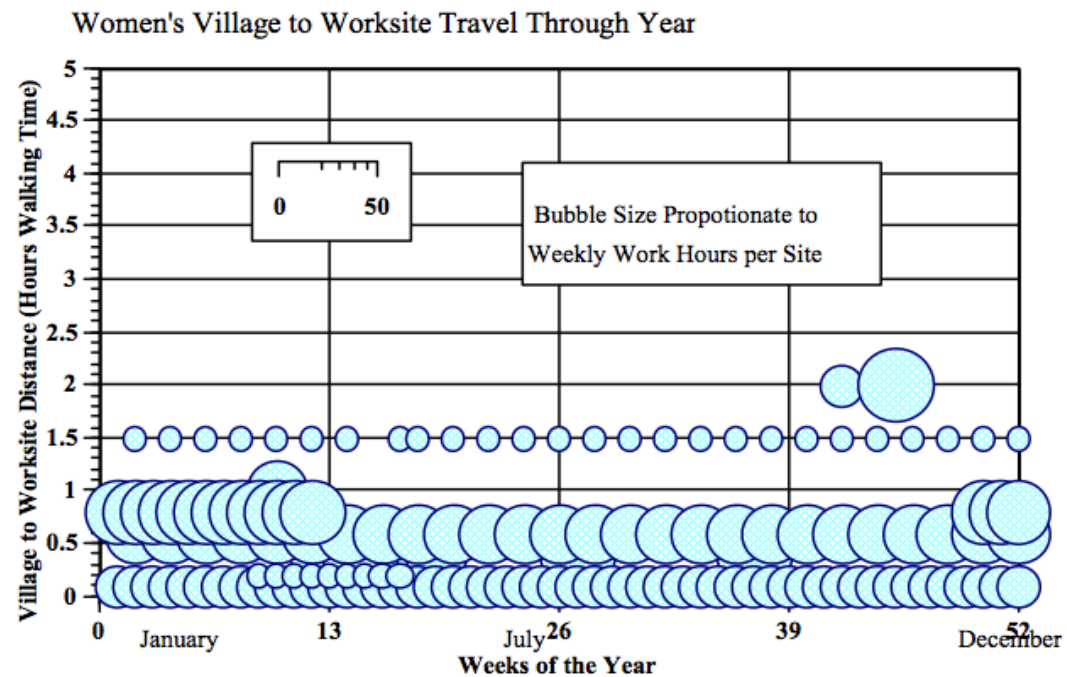 Women's Village to Worksite Travel Through Year
Village to Worksite Distance (Hours Walking Time)
5
4.5
4
3.5
3
2.5
2
1.5
1
0.5
0
0 50
Bubble Size Propotionate to
Weekly Work Hours per Site
0 13 26 39 52
January July December
Weeks of the Year